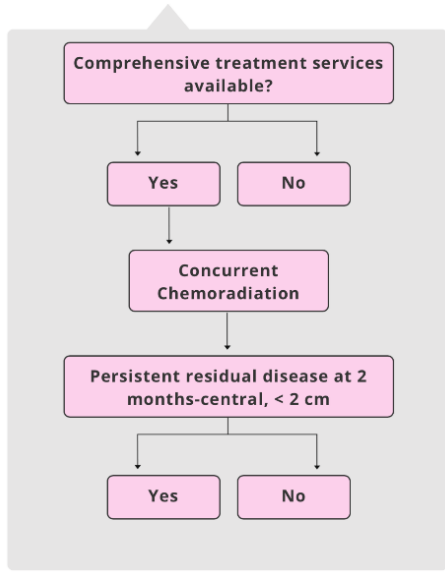 Comprehensive treatment services
available?
Yes
No
Concurrent
Chemoradiation
Persistent residual disease at 2
months-central, < 2 cm
Yes
No